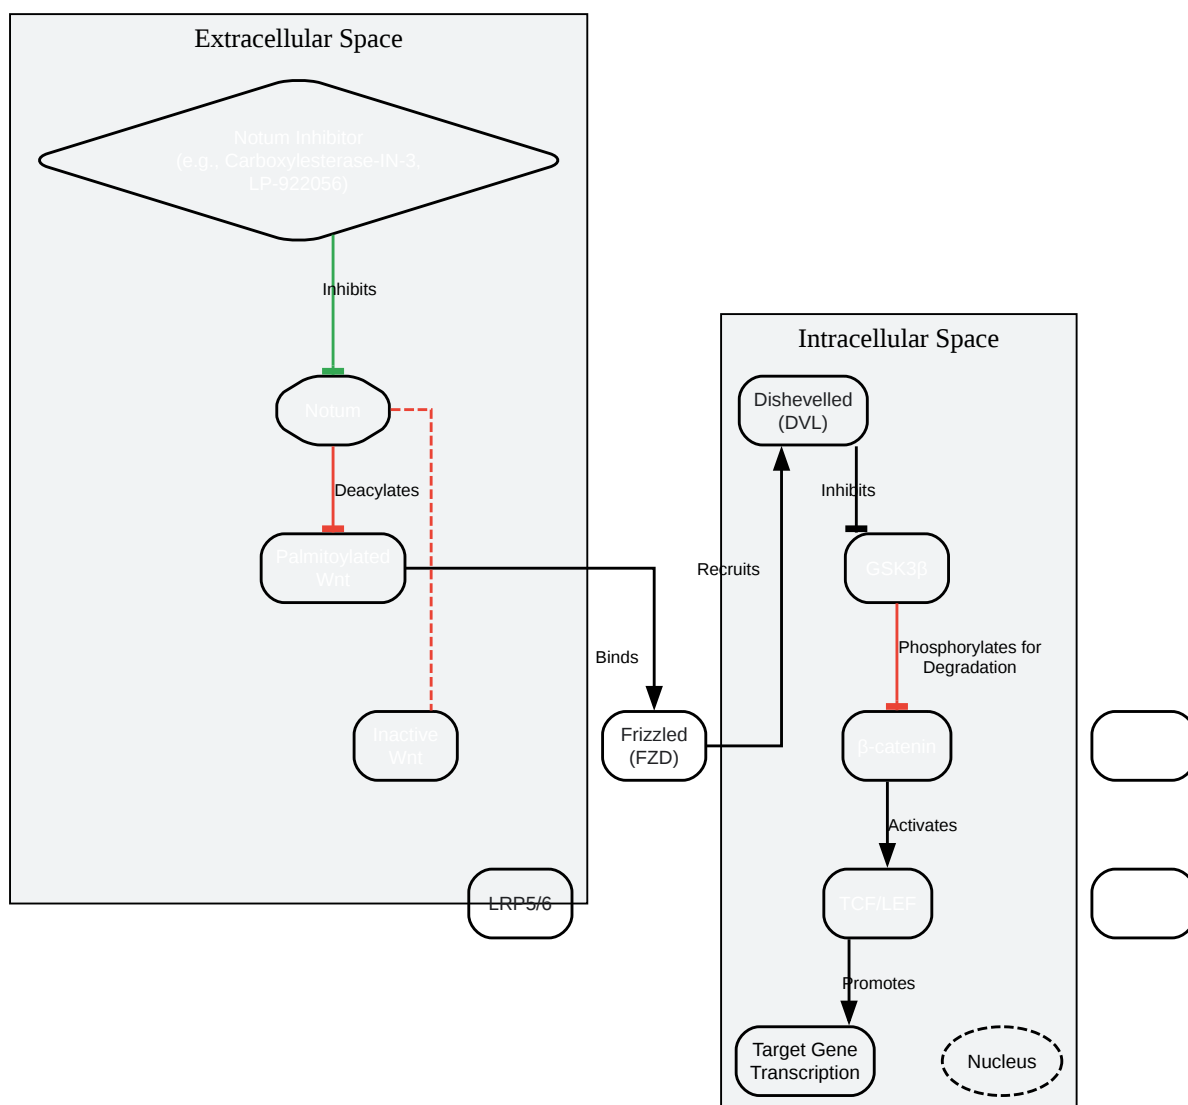 Extracellular Space
Notum Inhibitor
(e.g., Carboxylesterase-IN-3,
LP-922056)
Inhibits
Notum
Deacylates
Palmitoylated
Wnt
Binds
Inactive
Wnt
Frizzled
(FZD)
LRP5/6
Intracellular Space
Dishevelled
(DVL)
Inhibits
Recruits
GSK3β
Phosphorylates for
Degradation
β-catenin
Activates
TCF/LEF
Promotes
Target Gene
Transcription
Nucleus